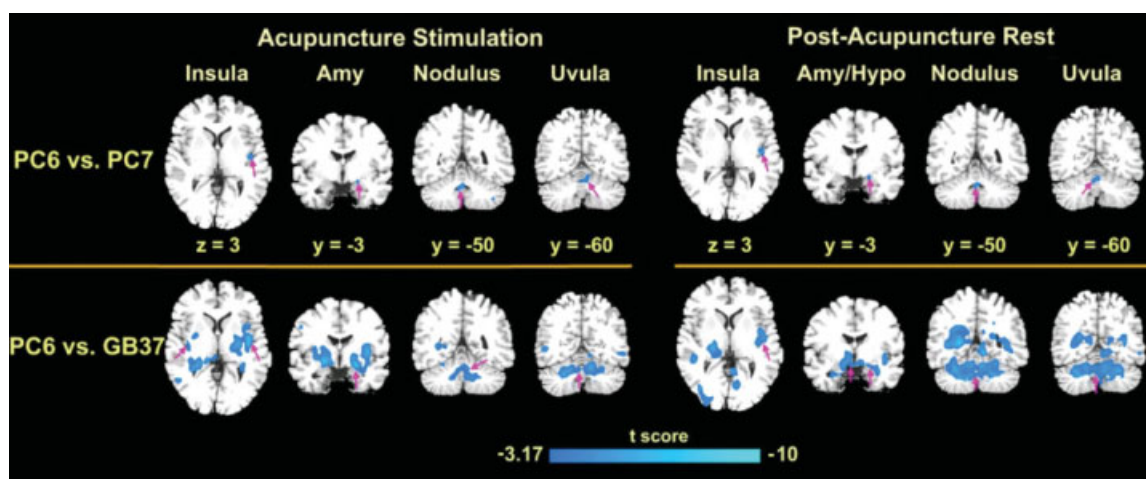 Acupuncture Stimulation Post-Acupuncture Rest
Insula Amy Nodulus Uvula Insula Amy/Hypo Nodulus Uvula
PC6 vs. PC7
z = 3 y = -3 y = -50 y = -60 z = 3 y = -3 y = -50 y = -60
PC6 vs. GB37
t score
-3.17 -10